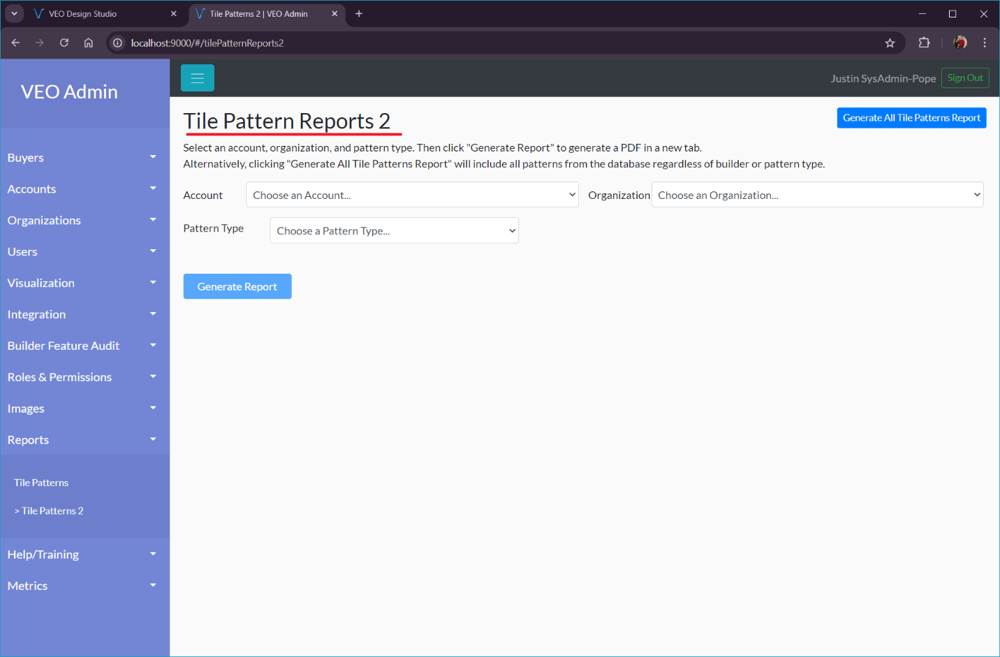 VEO Design Studio
Tile Patterns 2 | VEO Admin
localhost:9000/#/tilePatternReports2
VEO Admin
Justin SysAdmin-Pope
Sign Out
Buyers
Accounts
Organizations
Users
Visualization
Integration
Builder Feature Audit
Roles & Permissions
Images
Reports
Tile Patterns
> Tile Patterns 2
Help/Training
Metrics
Tile Pattern Reports 2
Generate All Tile Patterns Report
Select an account, organization, and pattern type. Then click "Generate Report" to generate a PDF in a new tab.
Alternatively, clicking "Generate All Tile Patterns Report" will include all patterns from the database regardless of builder or pattern type.
Account Choose an Account... Organization Choose an Organization...
Pattern Type Choose a Pattern Type...
Generate Report